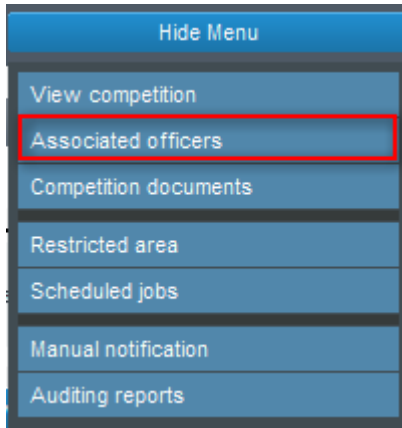 Hide Menu
View competition
Associated officers
Competition documents
Restricted area
Scheduled jobs
Manual notification
Auditing reports